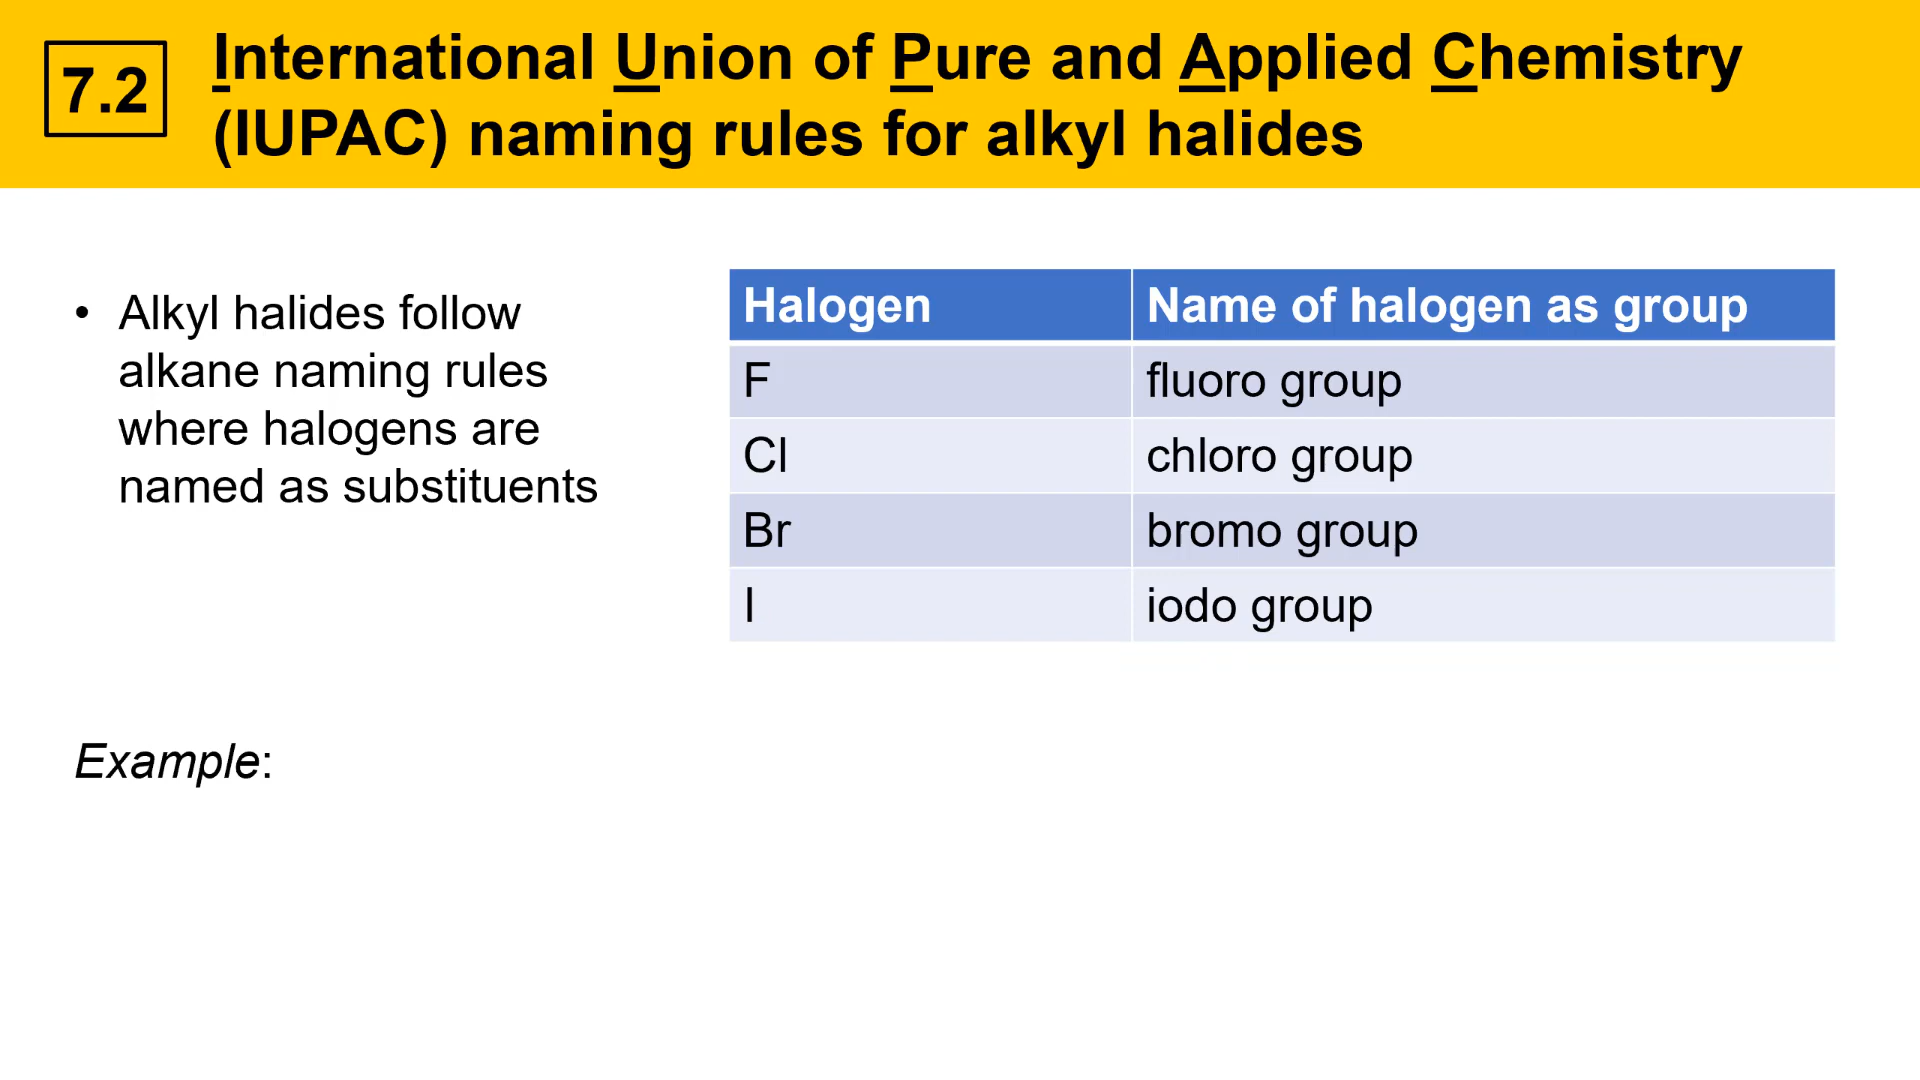 7.2
International Union of Pure and Applied Chemistry
(IUPAC) naming rules for alkyl halides
• Alkyl halides follow
alkane naming rules
where halogens are
named as substituents
Halogen Name of halogen as group
F fluoro group
Cl chloro group
Br bromo group
I iodo group
Example: